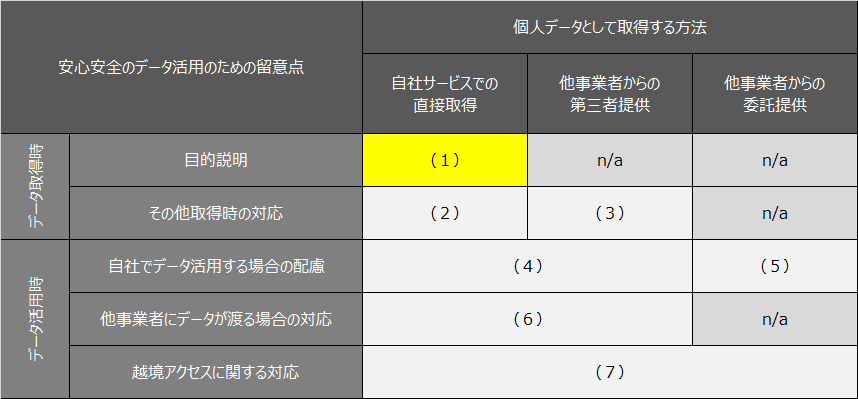 安心安全のデータ活用のための留意点
個人データとして取得する方法
自社サービスでの
直接取得
他事業者からの
第三者提供
他事業者からの
委託提供
データ取得時
目的説明
（１）
n/a
n/a
その他取得時の対応
（２）
（３）
n/a
データ活用時
自社でデータ活用する場合の配慮
（４）
（５）
他事業者にデータが渡る場合の対応
（６）
n/a
越境アクセスに関する対応
（７）